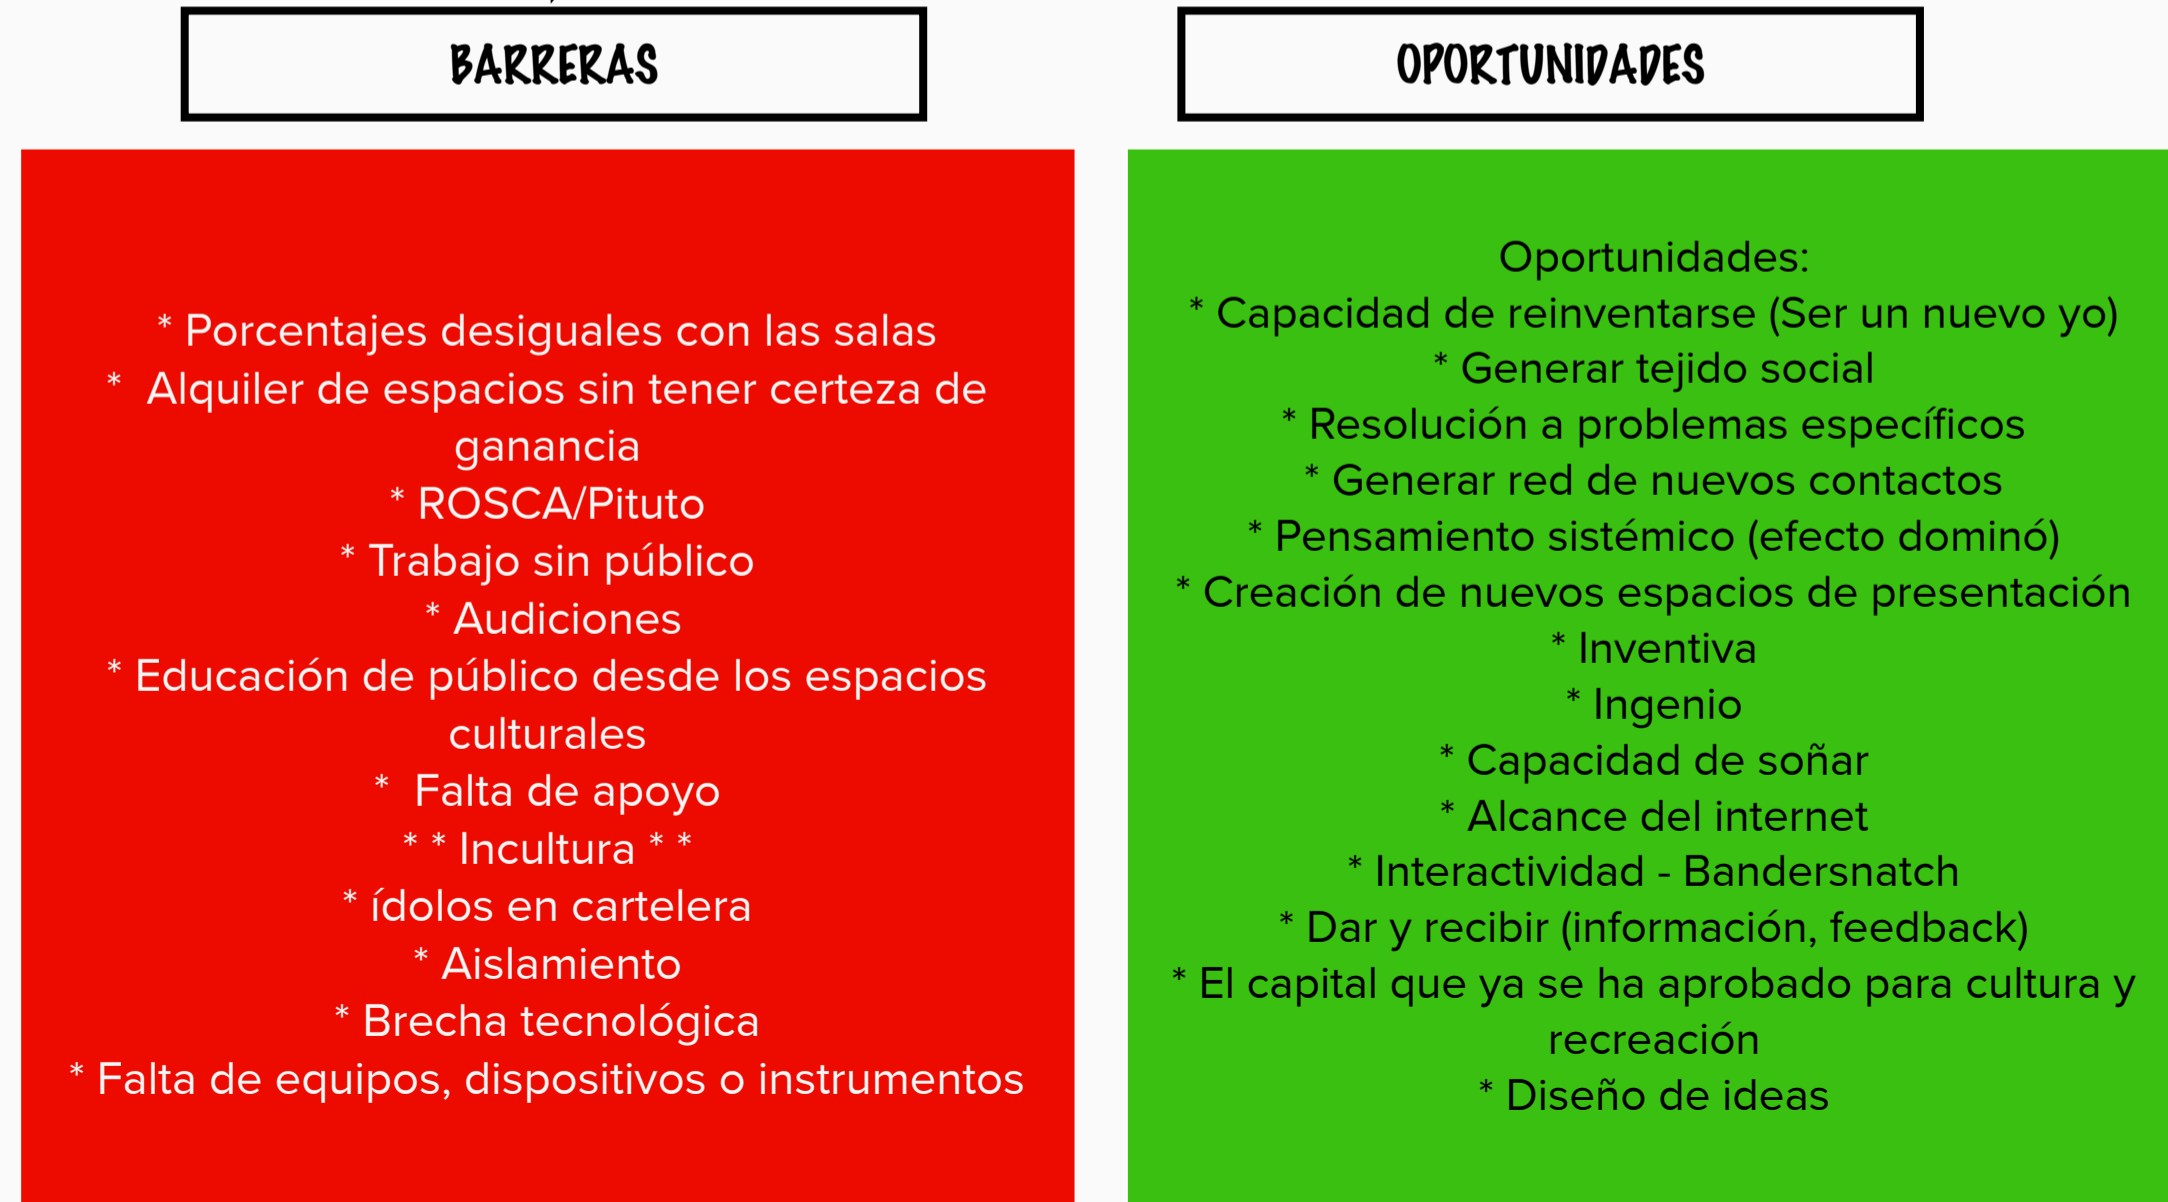 BARRERAS
* Porcentajes desiguales con las salas
* Alquiler de espacios sin tener certeza de
ganancia
* ROSCA/Pituto
* Trabajo sin público
* Audiciones
* Educación de público desde los espacios
culturales
* Falta de apoyo
* * Incultura * *
* ídolos en cartelera
* Aislamiento
* Brecha tecnológica
* Falta de equipos, dispositivos o instrumentos
OPORTUNIDADES
Oportunidades:
* Capacidad de reinventarse (Ser un nuevo yo)
* Generar tejido social
* Resolución a problemas específicos
* Generar red de nuevos contactos
* Pensamiento sistémico (efecto dominó)
* Creación de nuevos espacios de presentación
* Inventiva
* Ingenio
* Capacidad de soñar
* Alcance del internet
* Interactividad - Bandersnatch
* Dar y recibir (información, feedback)
* El capital que ya se ha aprobado para cultura y
recreación
* Diseño de ideas